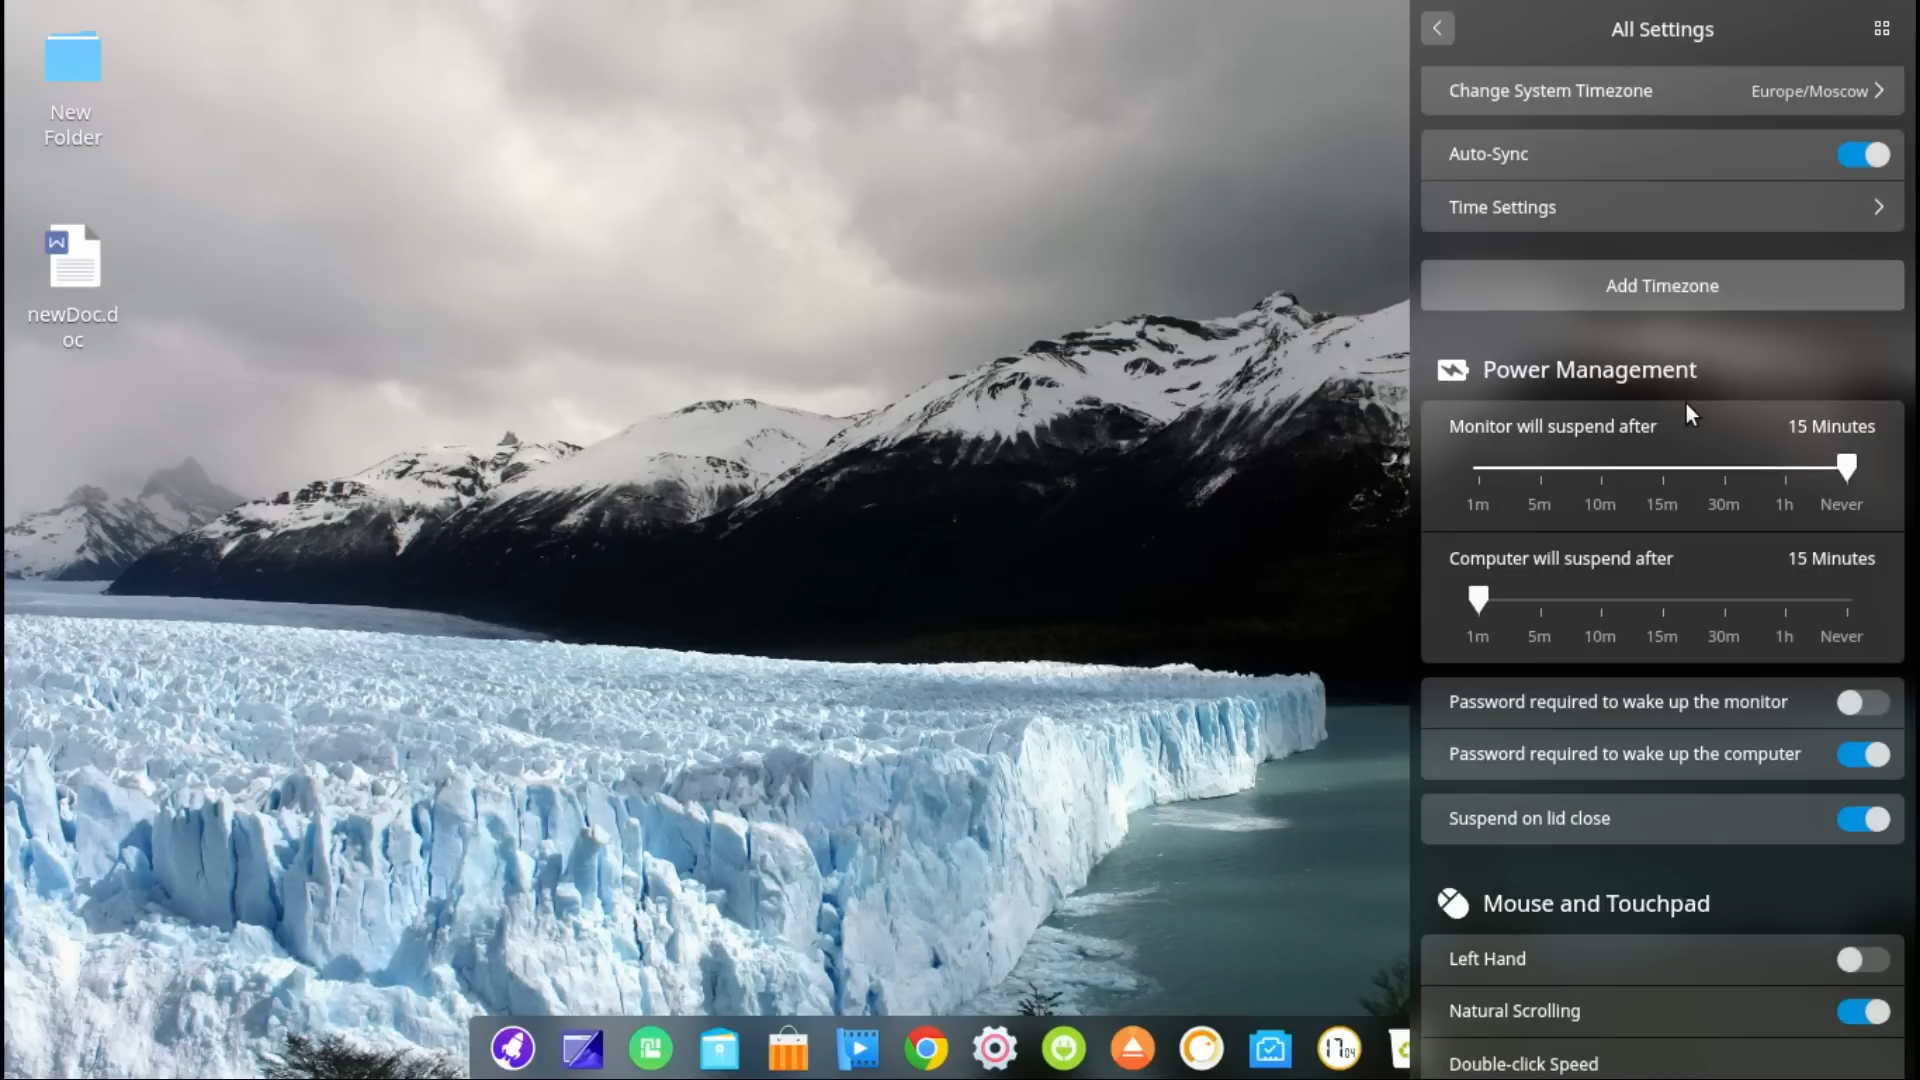 New
Folder
newDoc.d
oc
All Settings
Change System Timezone Europe/Moscow
Auto-Sync
Time Settings
Add Timezone
Power Management
Monitor will suspend after 15 Minutes
1m 5m 10m 15m 30m 1h Never
Computer will suspend after 15 Minutes
1m 5m 10m 15m 30m 1h Never
Password required to wake up the monitor
Password required to wake up the computer
Suspend on lid close
Mouse and Touchpad
Left Hand
Natural Scrolling
Double-click Speed
17 04